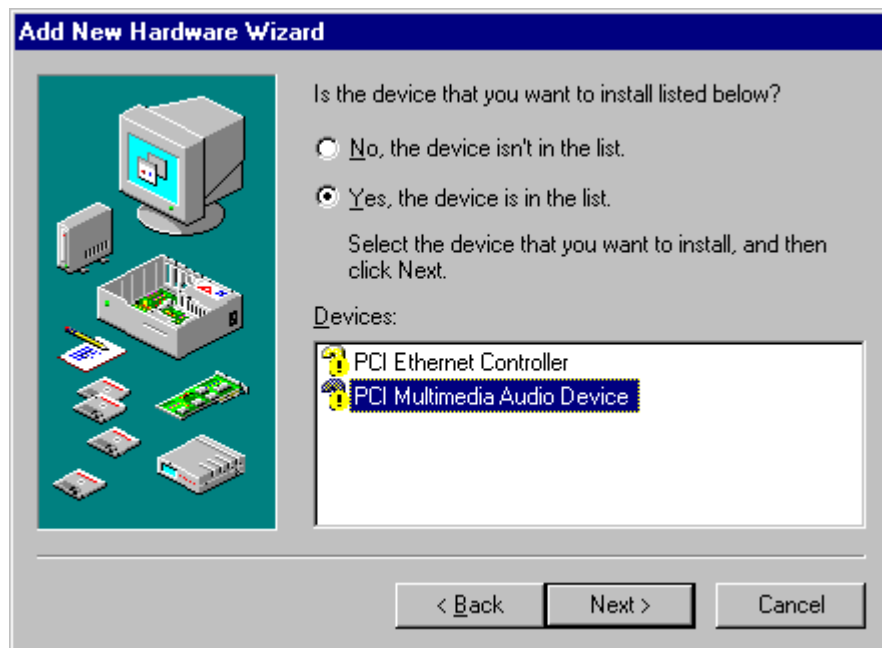 Add New Hardware Wizard
Is the device that you want to install listed below?
No, the device isn't in the list.
Yes, the device is in the list.
Select the device that you want to install, and then
click Next.
Devices:
PCI Ethernet Controller
PCI Multimedia Audio Device
< Back
Next >
Cancel